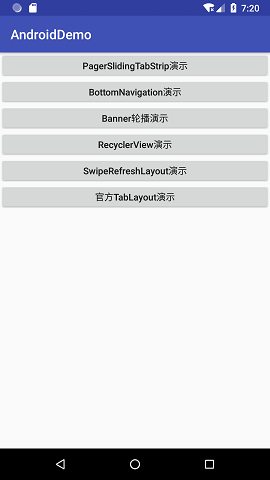 7:20
AndroidDemo
PagerSlidingTabStrip演示
BottomNavigation演示
Banner轮播演示
RecyclerView演示
SwipeRefreshLayout演示
官方TabLayout演示